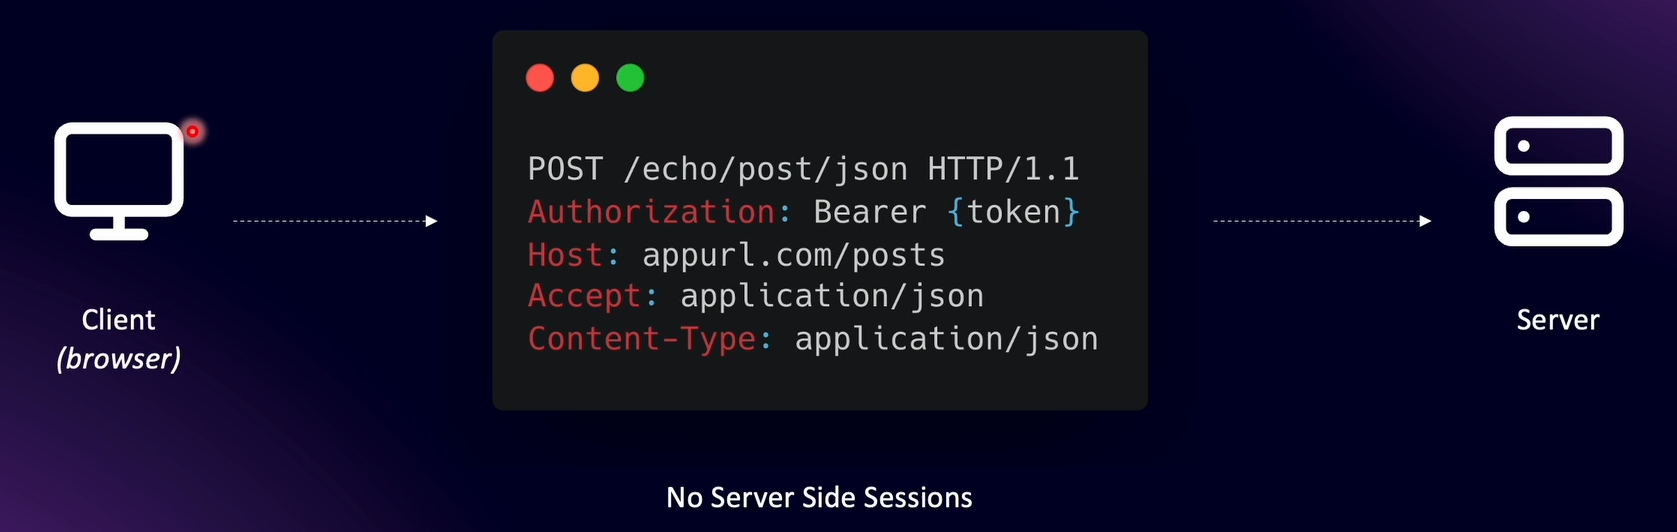 POST /echo/post/json HTTP/1.1
Authorization: Bearer {token}
Host: appurl.com/posts
Accept: application/json
Content-Type: application/json
Client
(browser)
Server
No Server Side Sessions